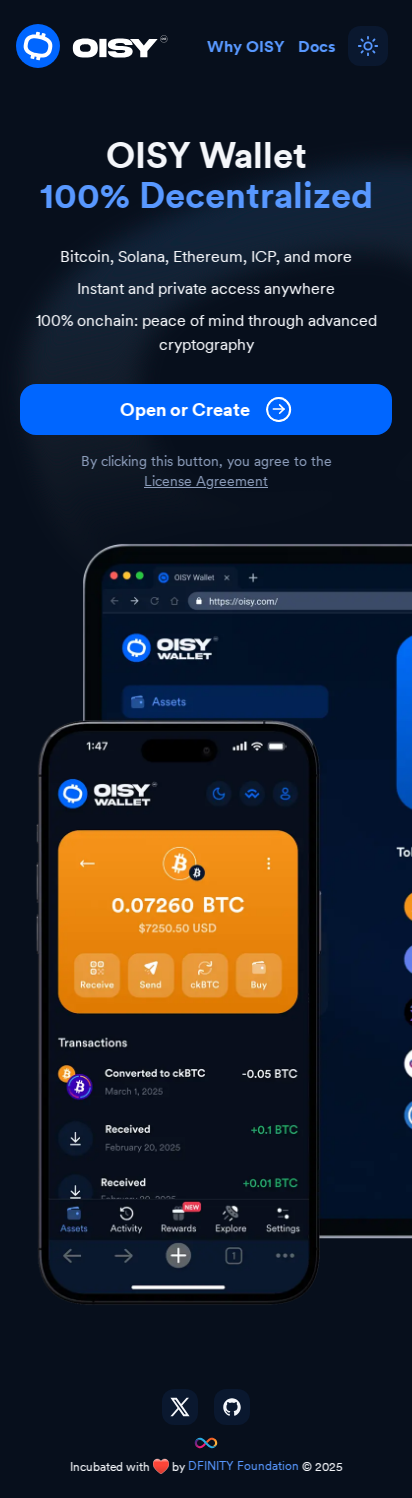 OISY
Why OISY
Docs
OISY Wallet
100% Decentralized
Bitcoin, Solana, Ethereum, ICP, and more
Instant and private access anywhere
100% onchain: peace of mind through advanced
cryptography
Open or Create
By clicking this button, you agree to the
License Agreement
OISY Wallet
https://oisy.com/
OISY
WALLET
Assets
1:47
OISY
WALLET
0.07260 BTC
$7250.50 USD
Receive
Send
ckBTC
Buy
Transactions
Converted to ckBTC -0.05 BTC
March 1, 2025
Received +0.1 BTC
February 20, 2025
Received +0.01 BTC
February 20, 2025
NEW
Assets
Activity
Rewards
Explore
Settings
1
Incubated with ❤️ by DFINITY Foundation © 2025